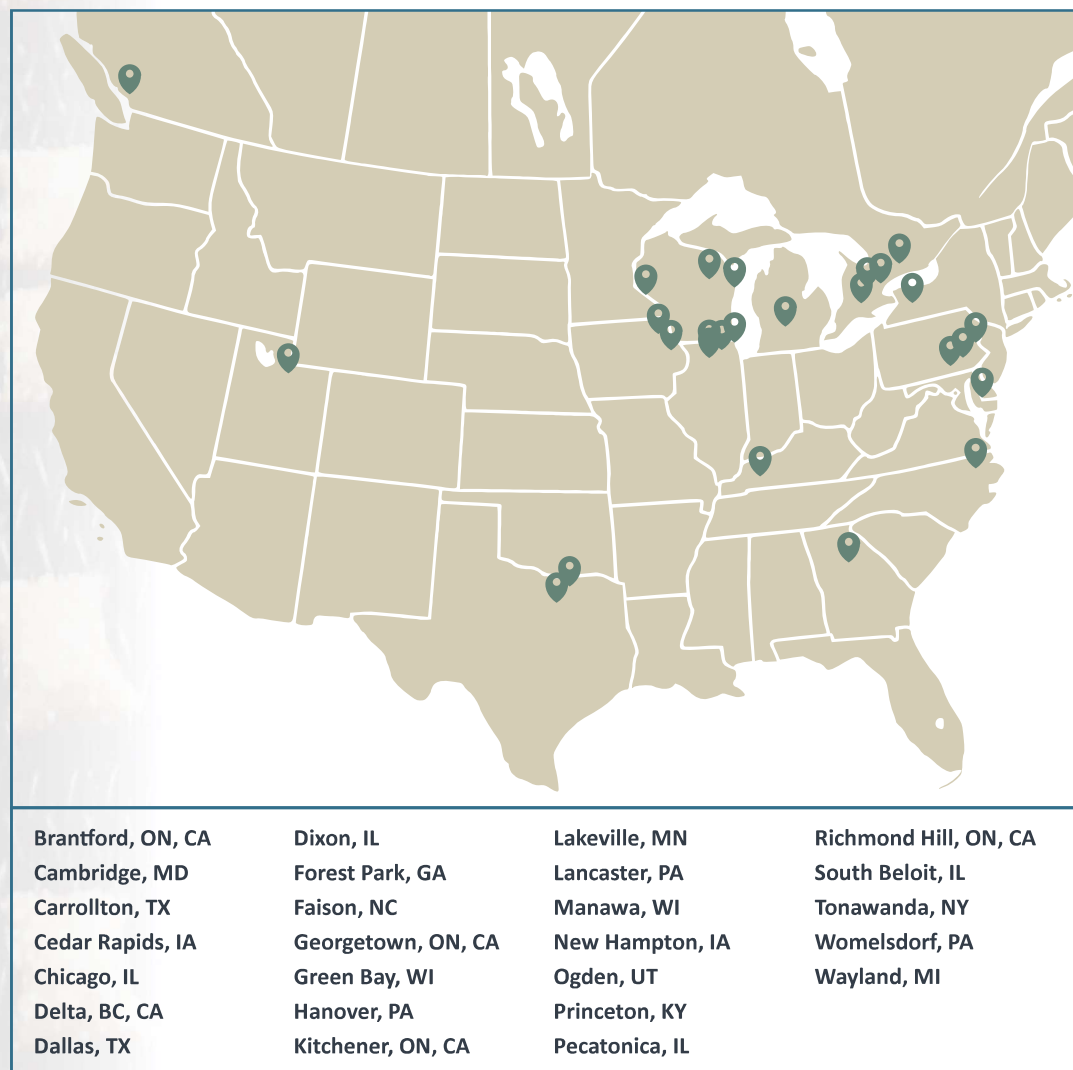 Brantford, ON, CA
Cambridge, MD
Carrollton, TX
Cedar Rapids, IA
Chicago, IL
Delta, BC, CA
Dallas, TX
Dixon, IL
Forest Park, GA
Faison, NC
Georgetown, ON, CA
Green Bay, WI
Hanover, PA
Kitchener, ON, CA
Lakeville, MN
Lancaster, PA
Manawa, WI
New Hampton, IA
Ogden, UT
Princeton, KY
Pecatonica, IL
Richmond Hill, ON, CA
South Beloit, IL
Tonawanda, NY
Womelsdorf, PA
Wayland, MI